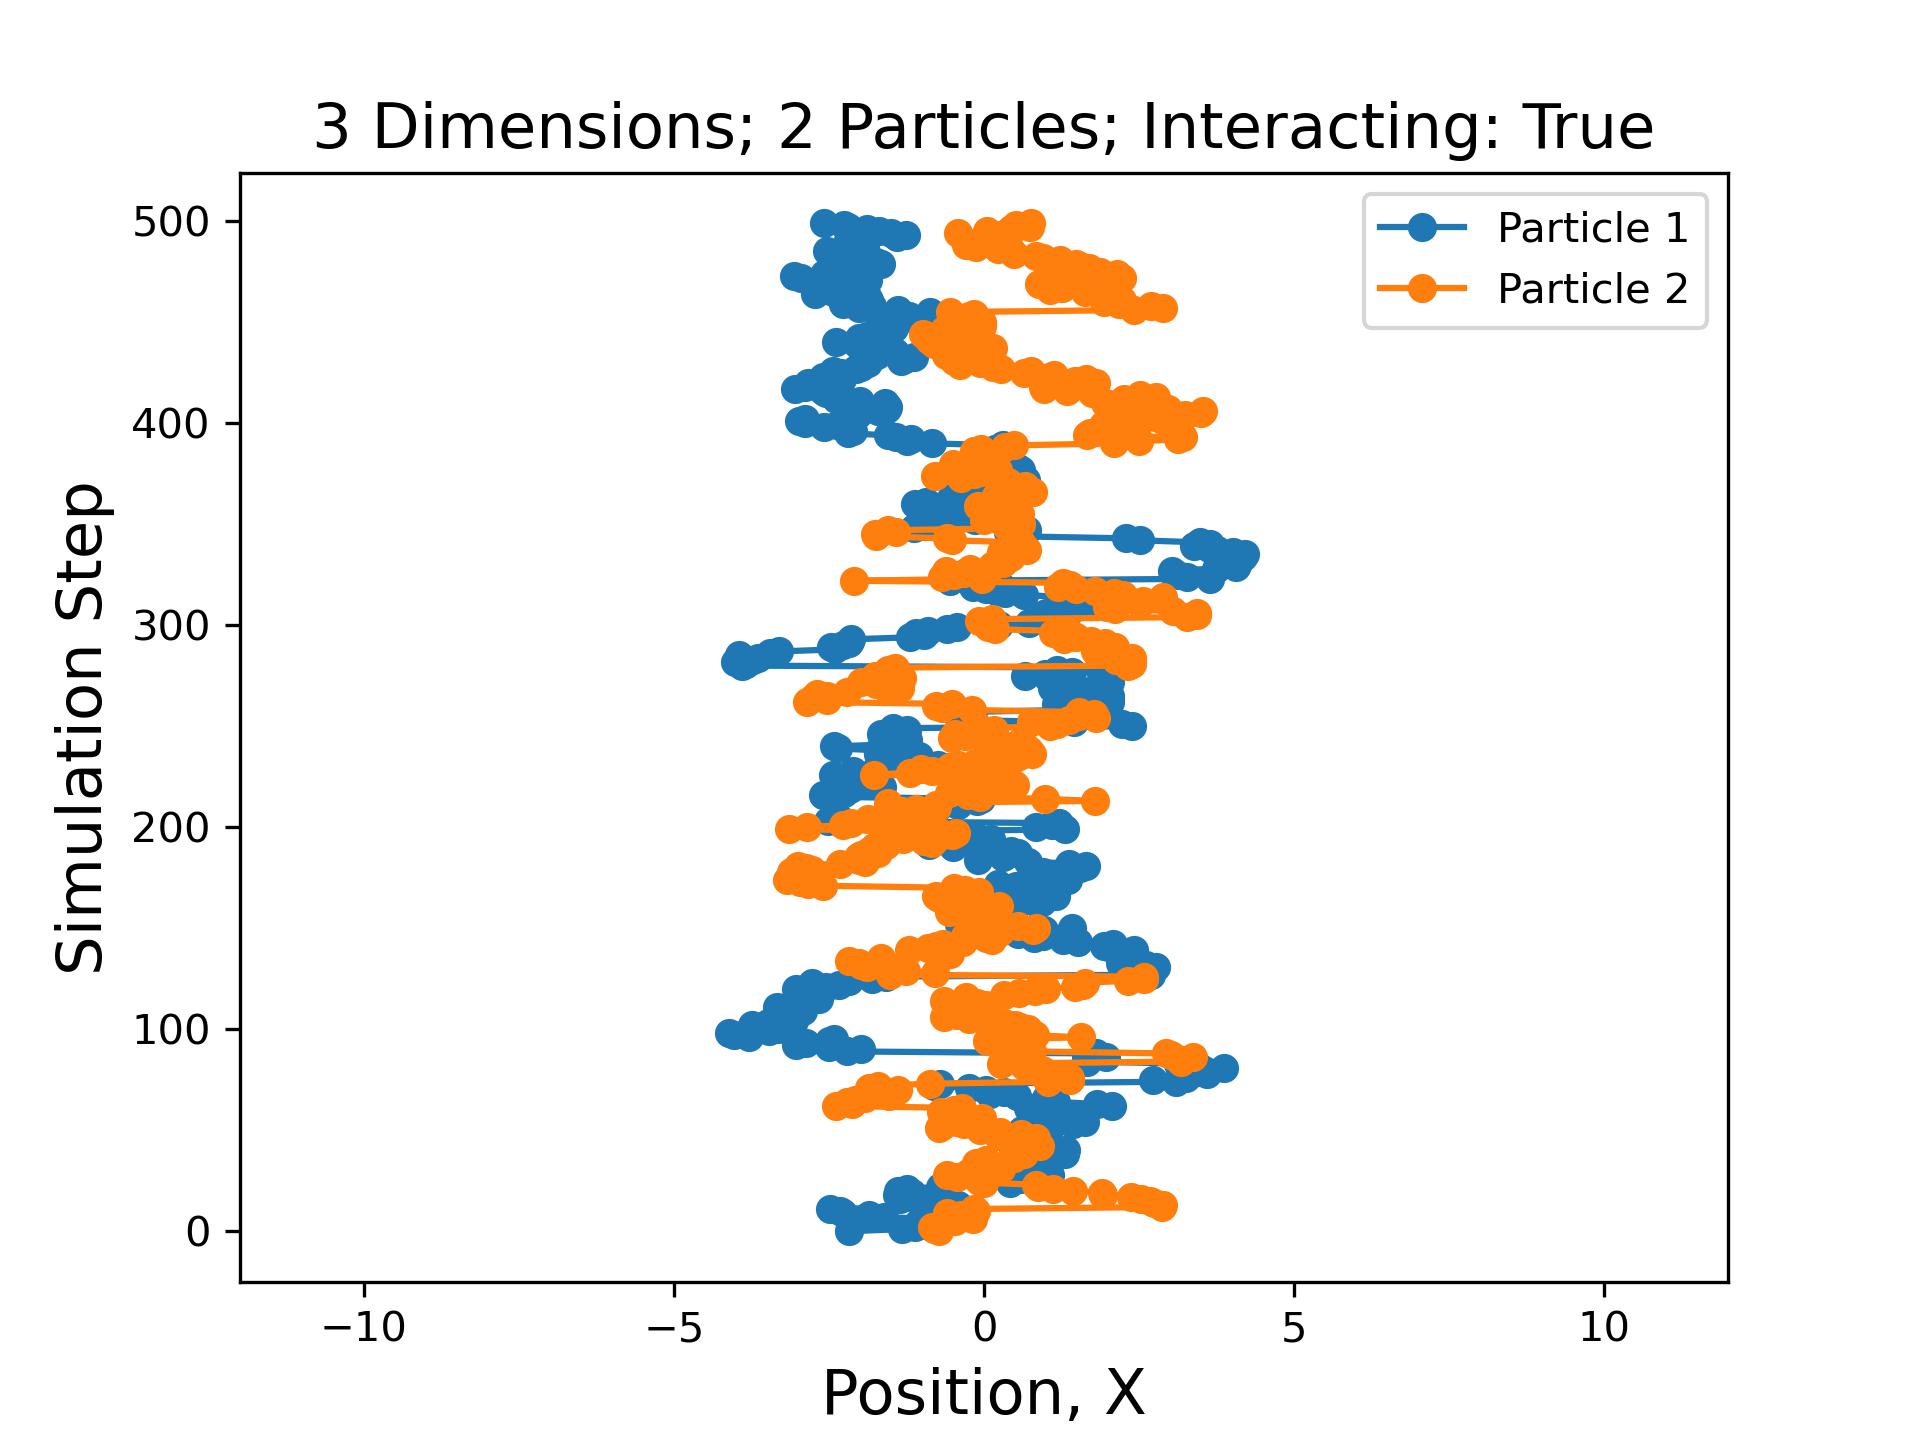 3 Dimensions; 2 Particles; Interacting: True
Particle 1
Particle 2
500
400
300
200
100
0
Simulation Step
−10
−5
0
5
10
Position, X